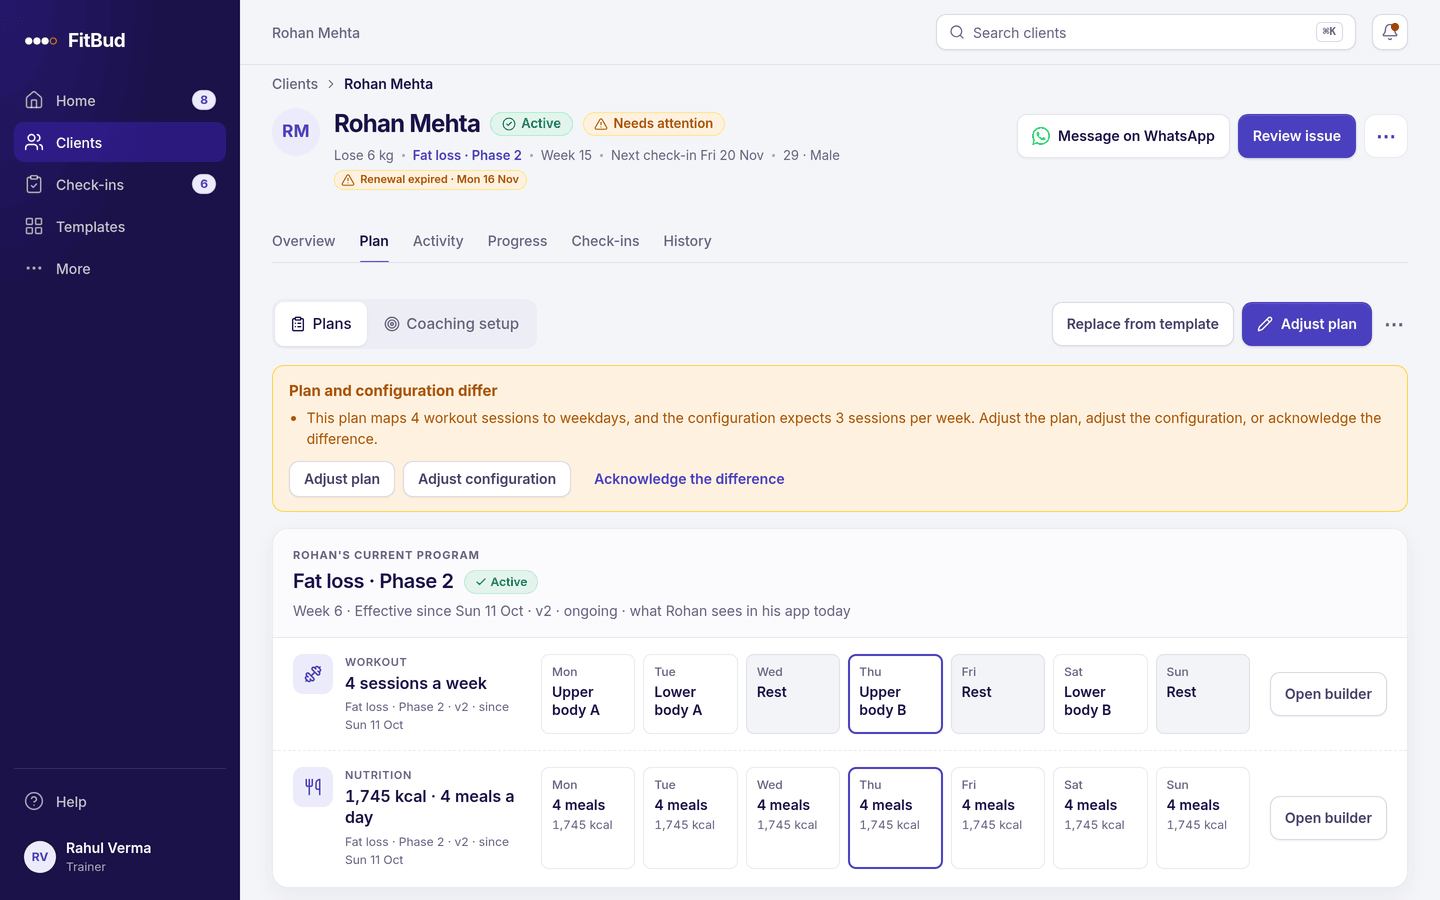 FitBud
Home 8
Clients
Check-ins 6
Templates
More
Help
RV
Rahul Verma
Trainer
Rohan Mehta
Search clients
⌘K
Clients > Rohan Mehta
RM
Rohan Mehta
Active
Needs attention
Lose 6 kg • Fat loss · Phase 2 • Week 15 • Next check-in Fri 20 Nov • 29 · Male
Renewal expired · Mon 16 Nov
Message on WhatsApp
Review issue
Overview Plan Activity Progress Check-ins History
Plans
Coaching setup
Replace from template
Adjust plan
Plan and configuration differ
• This plan maps 4 workout sessions to weekdays, and the configuration expects 3 sessions per week. Adjust the plan, adjust the configuration, or acknowledge the
difference.
Adjust plan
Adjust configuration
Acknowledge the difference
ROHAN'S CURRENT PROGRAM
Fat loss · Phase 2
Active
Week 6 · Effective since Sun 11 Oct · v2 · ongoing · what Rohan sees in his app today
WORKOUT
4 sessions a week
Fat loss · Phase 2 · v2 · since
Sun 11 Oct
Mon
Upper
body A
Tue
Lower
body A
Wed
Rest
Thu
Upper
body B
Fri
Rest
Sat
Lower
body B
Sun
Rest
Open builder
NUTRITION
1,745 kcal · 4 meals a
day
Fat loss · Phase 2 · v2 · since
Sun 11 Oct
Mon
4 meals
1,745 kcal
Tue
4 meals
1,745 kcal
Wed
4 meals
1,745 kcal
Thu
4 meals
1,745 kcal
Fri
4 meals
1,745 kcal
Sat
4 meals
1,745 kcal
Sun
4 meals
1,745 kcal
Open builder